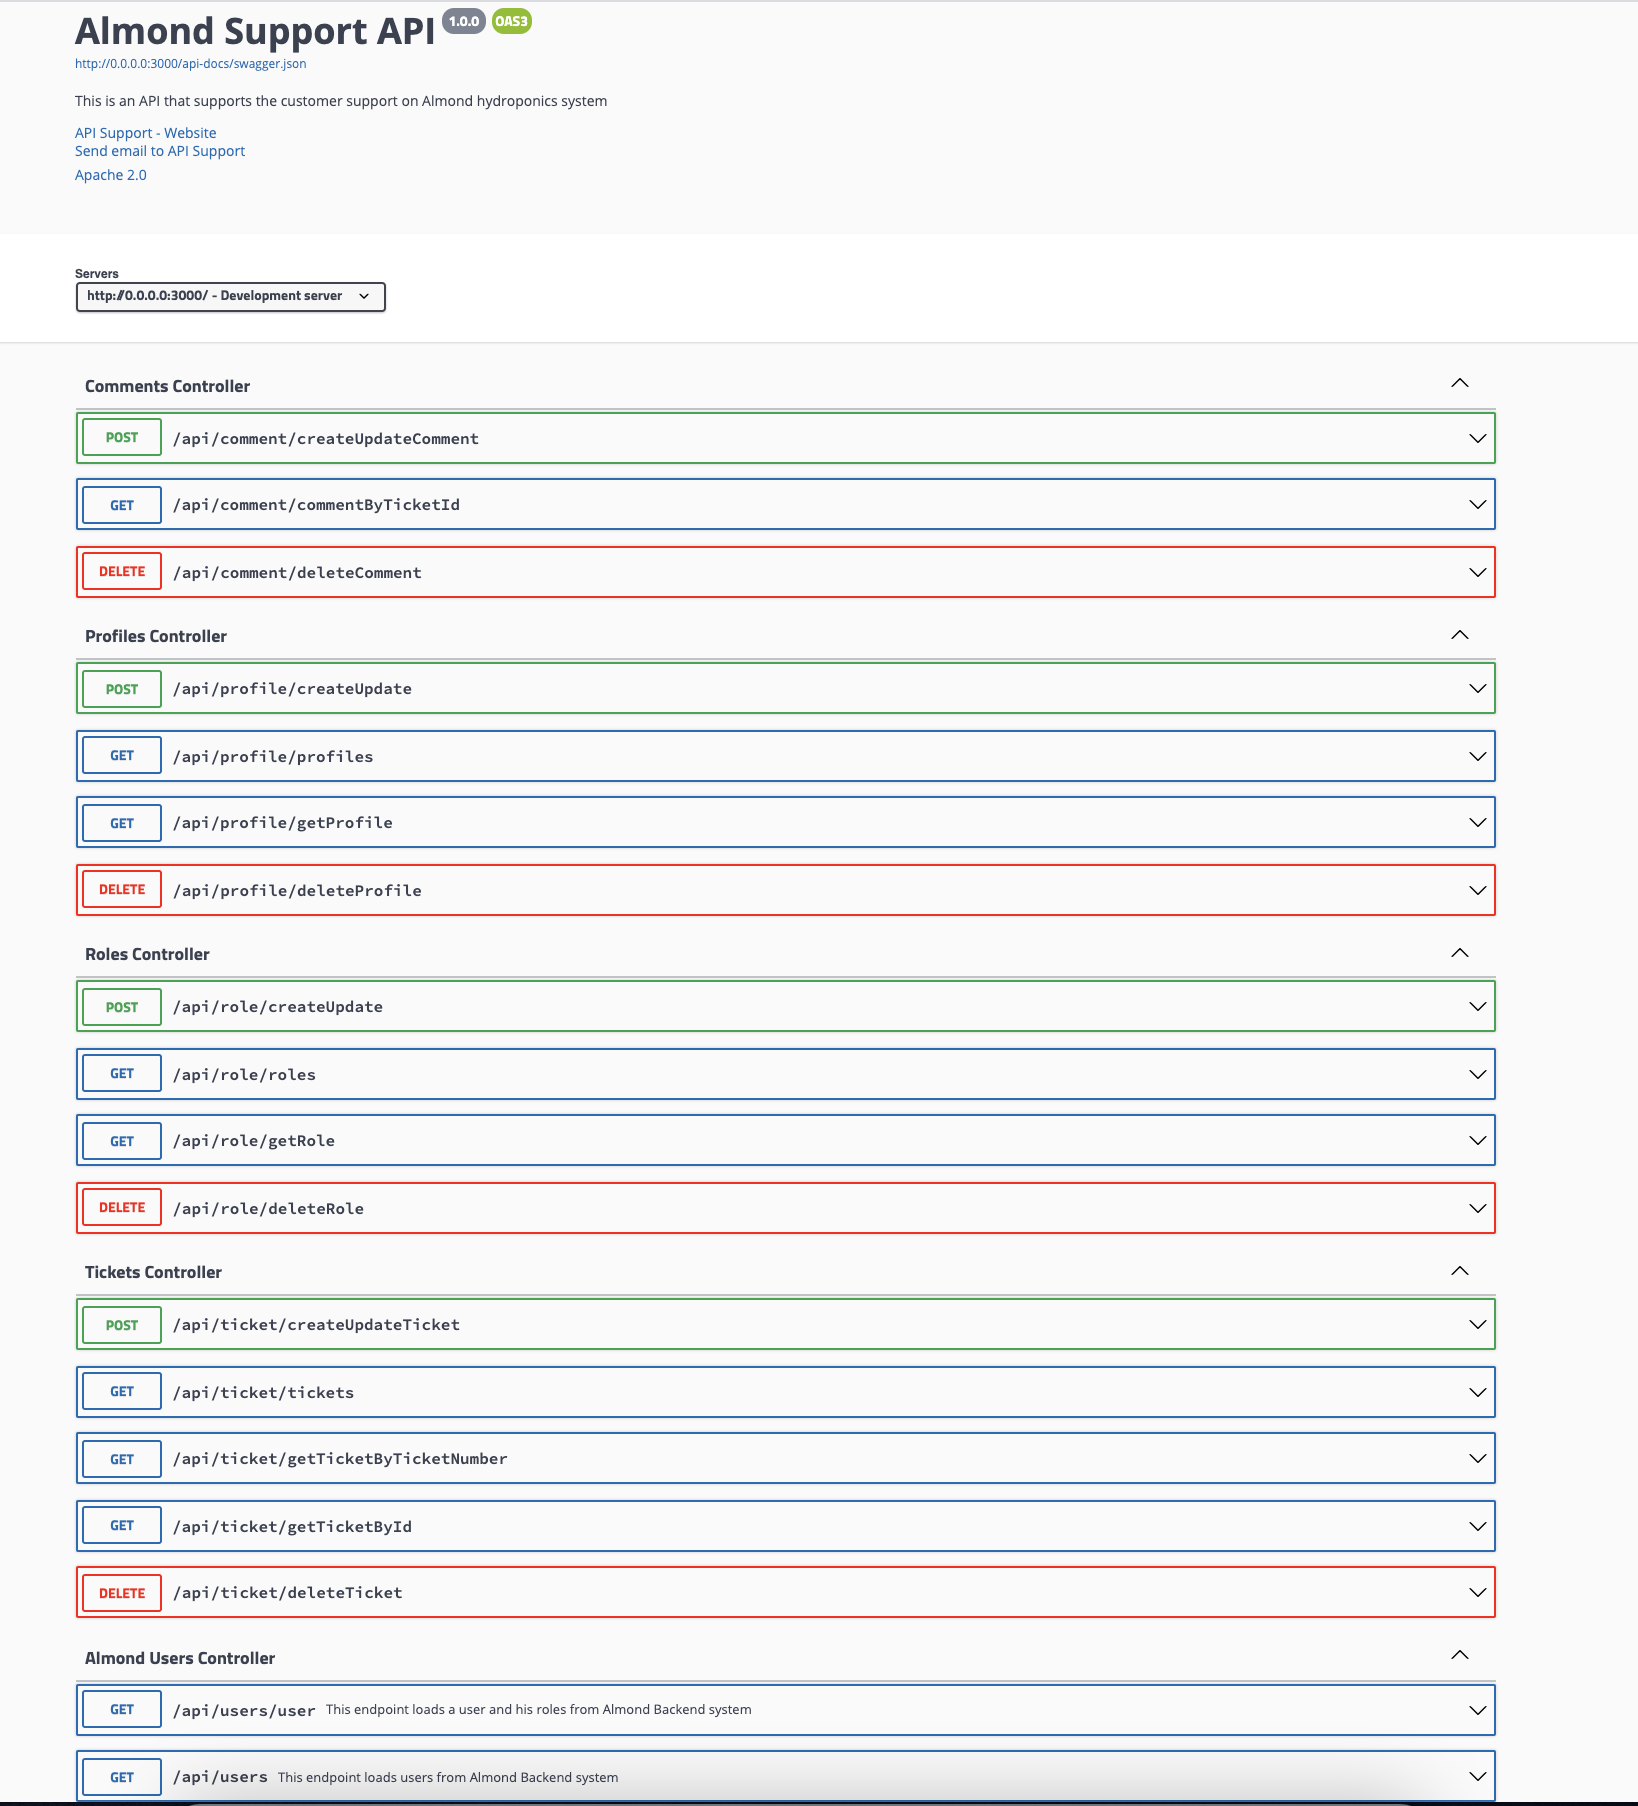 Almond Support API 1.0.0 OAS3
http://0.0.0.0:3000/api-docs/swagger.json
This is an API that supports the customer support on Almond hydroponics system
API Support - Website
Send email to API Support
Apache 2.0
Servers
http://0.0.0.0:3000/ - Development server
Comments Controller
POST /api/comment/createUpdateComment
GET /api/comment/commentByTicketId
DELETE /api/comment/deleteComment
Profiles Controller
POST /api/profile/createUpdate
GET /api/profile/profiles
GET /api/profile/getProfile
DELETE /api/profile/deleteProfile
Roles Controller
POST /api/role/createUpdate
GET /api/role/roles
GET /api/role/getRole
DELETE /api/role/deleteRole
Tickets Controller
POST /api/ticket/createUpdateTicket
GET /api/ticket/tickets
GET /api/ticket/getTicketByTicketNumber
GET /api/ticket/getTicketById
DELETE /api/ticket/deleteTicket
Almond Users Controller
GET /api/users/user This endpoint loads a user and his roles from Almond Backend system
GET /api/users This endpoint loads users from Almond Backend system